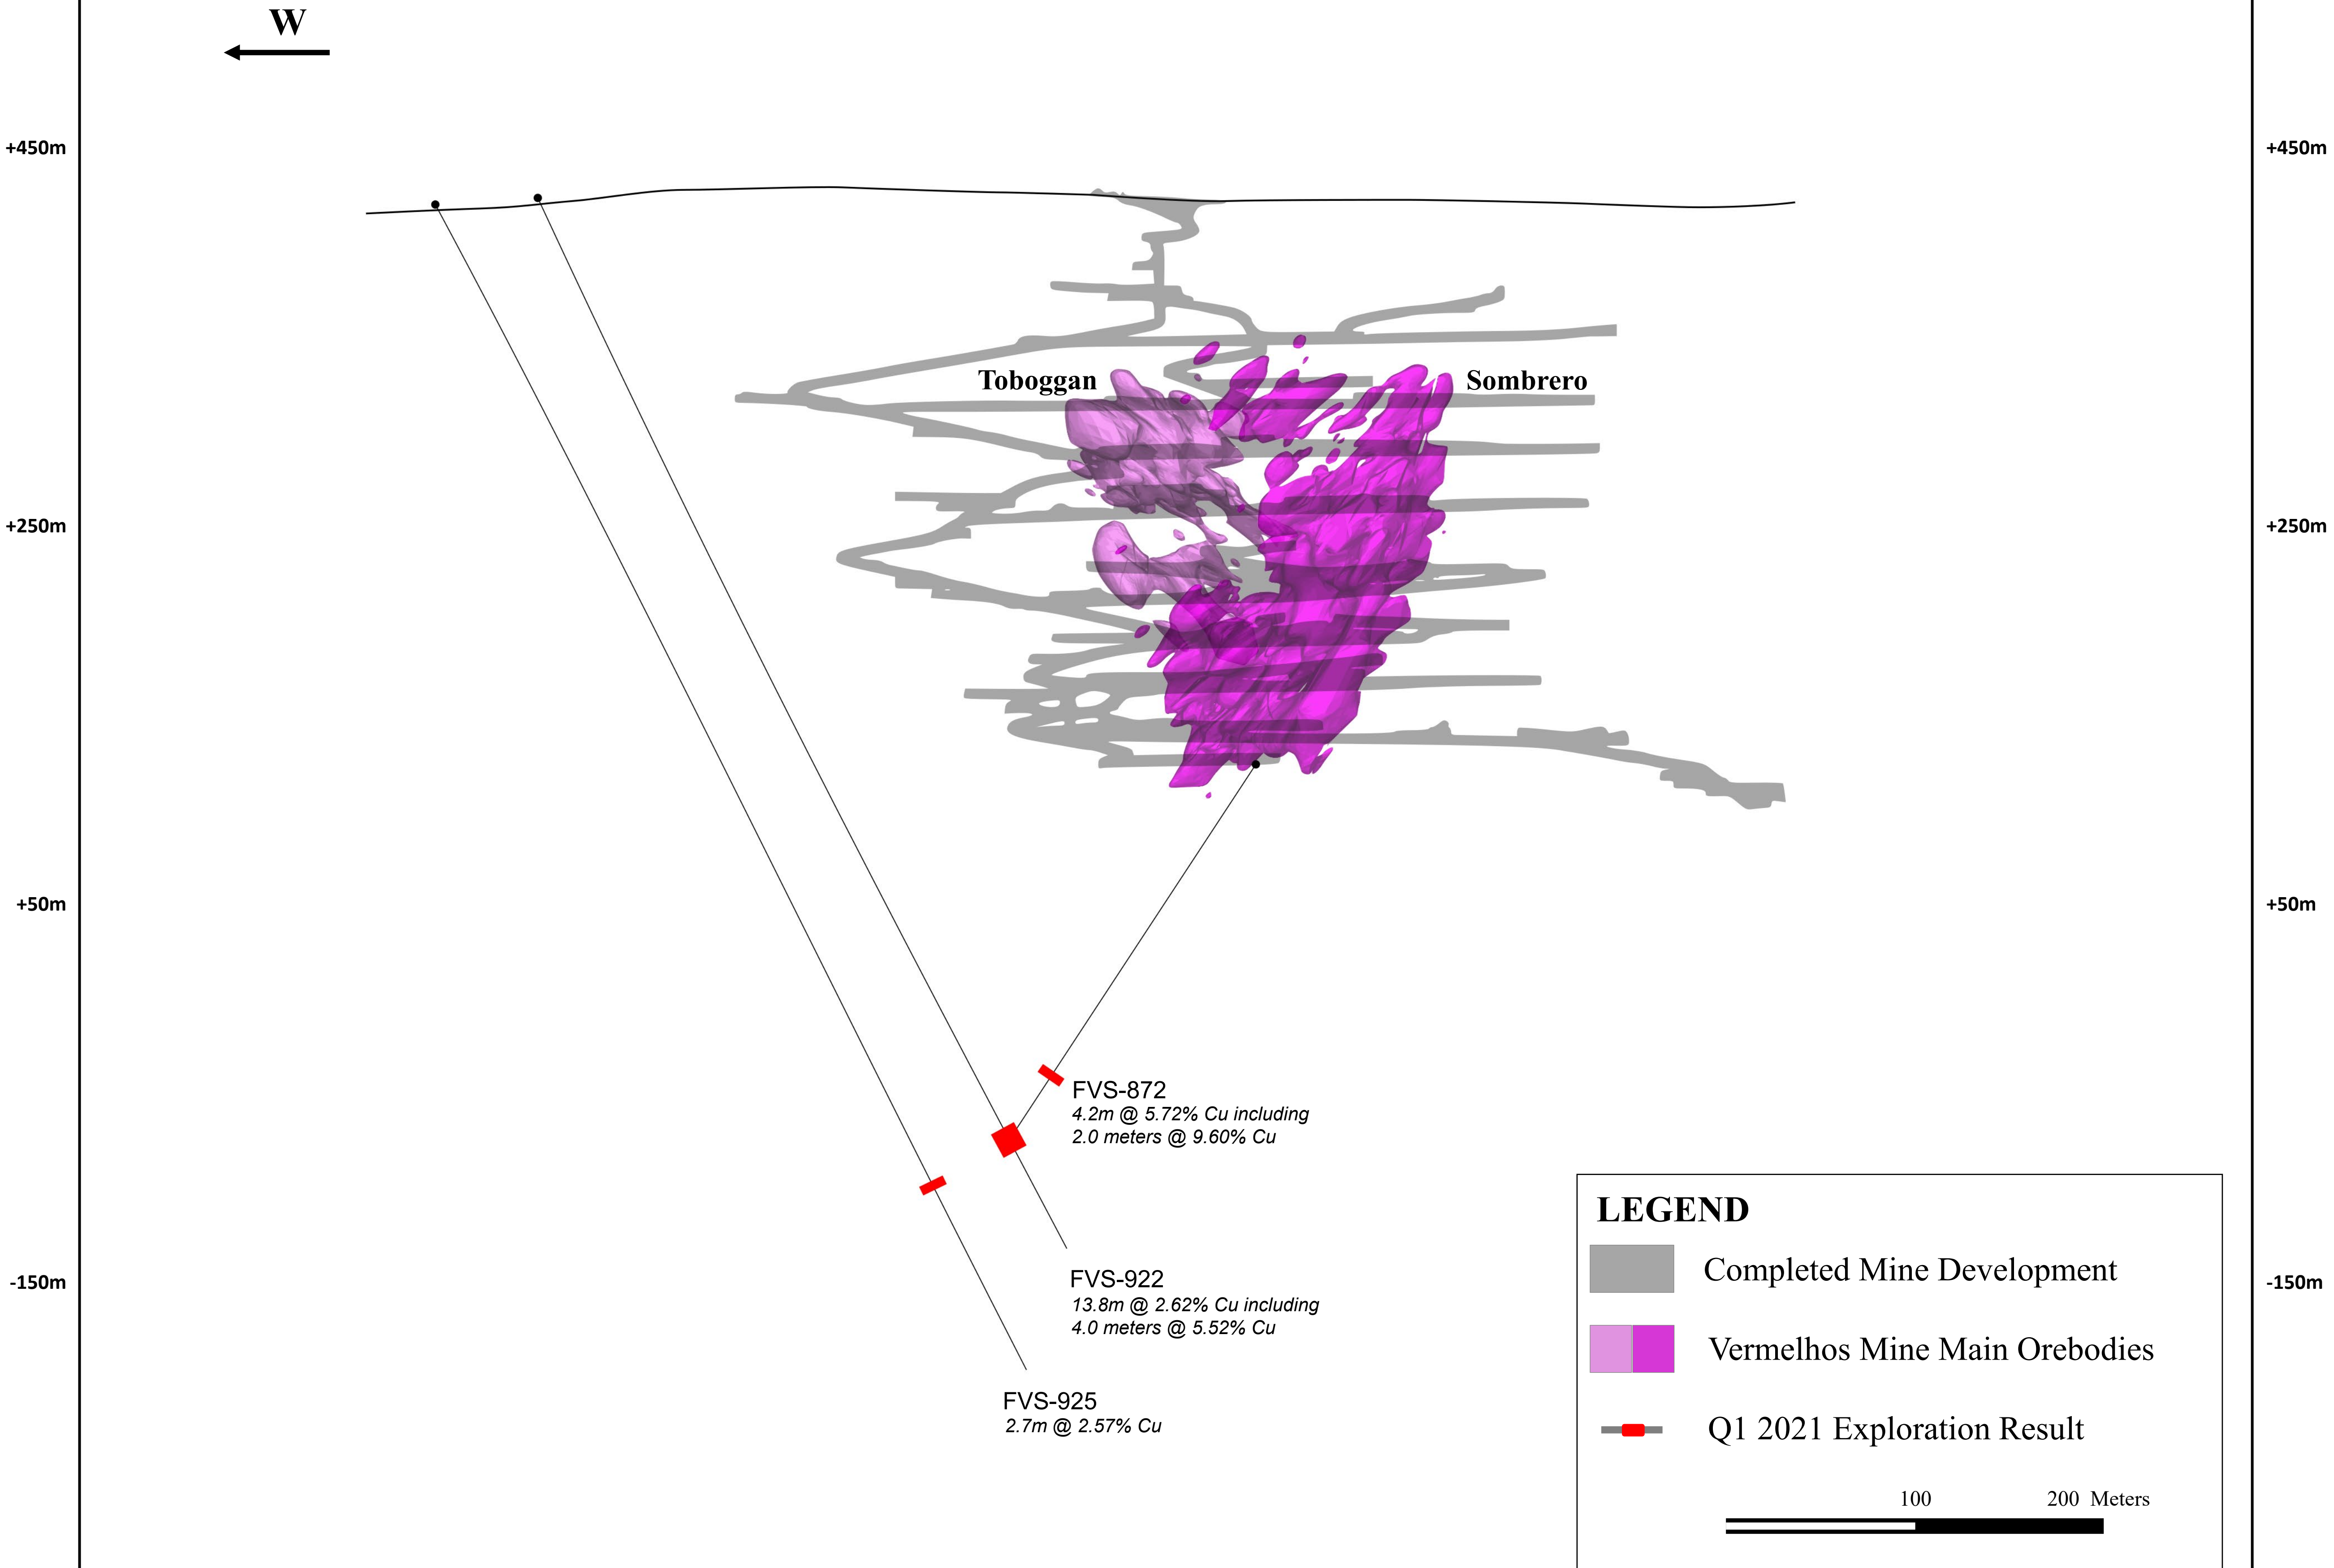 W
+450m
+450m
Toboggan
Sombrero
+250m
+250m
+50m
+50m
FVS-872
4.2m @ 5.72% Cu including
2.0 meters @ 9.60% Cu
FVS-922
13.8m @ 2.62% Cu including
4.0 meters @ 5.52% Cu
-150m
-150m
FVS-925
2.7m @ 2.57% Cu
LEGEND
Completed Mine Development
Vermelhos Mine Main Orebodies
Q1 2021 Exploration Result
100 200 Meters